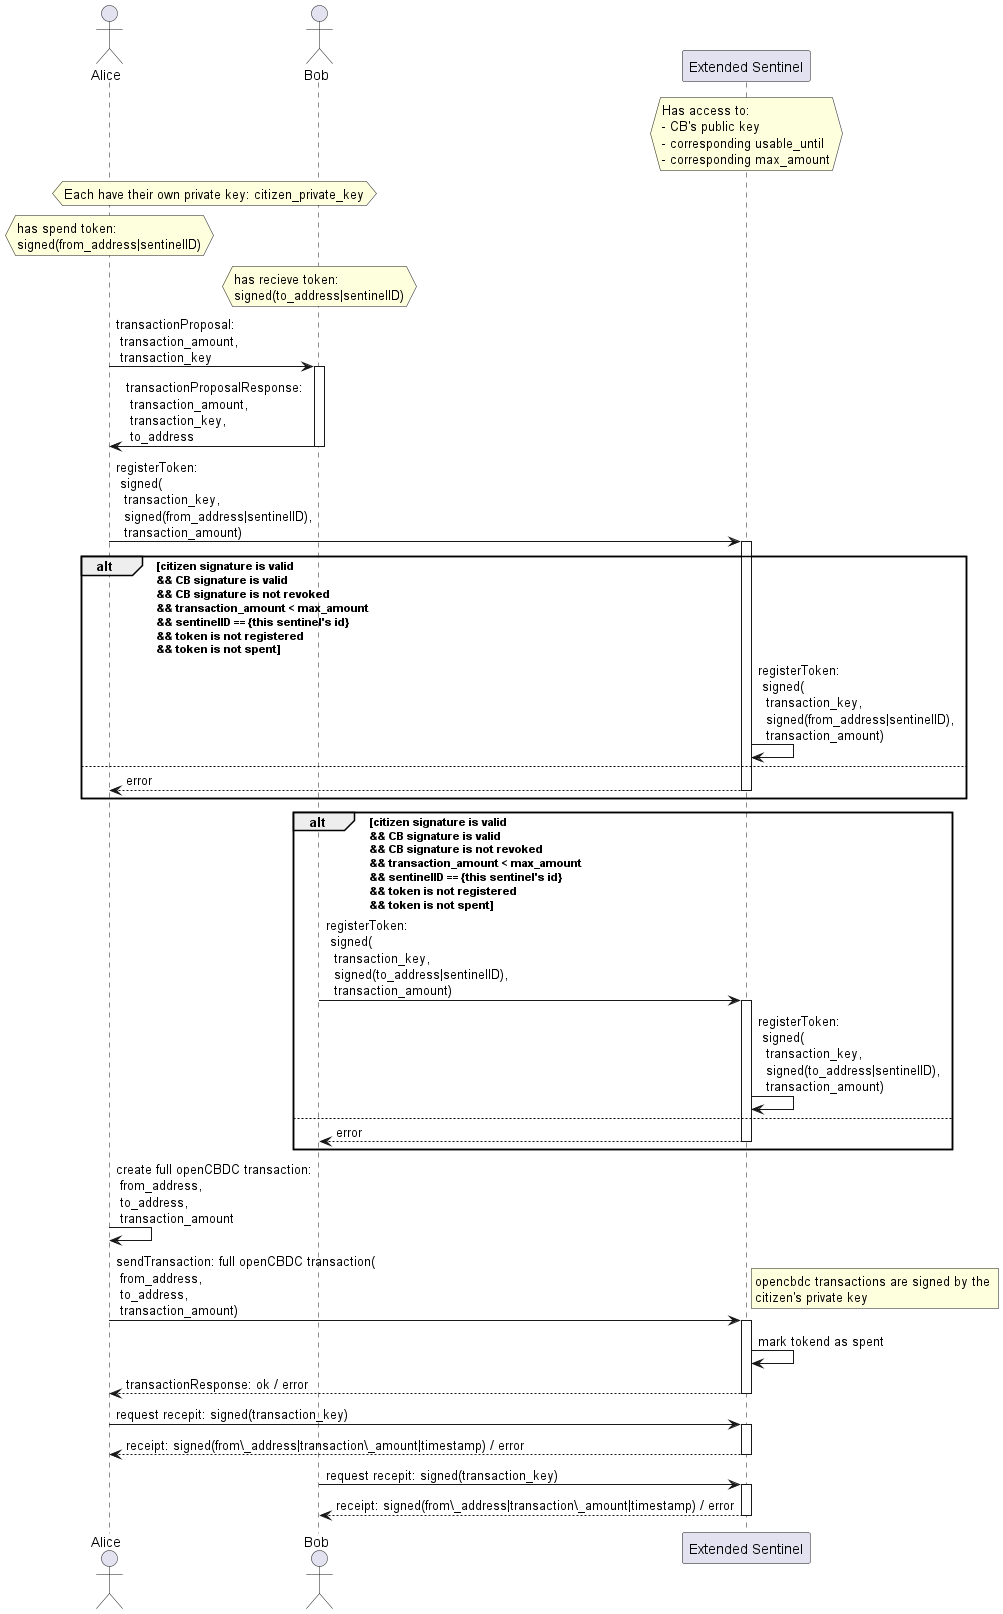 Alice
Bob
Extended Sentinel
Has access to:
- CB's public key
- corresponding usable_until
- corresponding max_amount
Each have their own private key: citizen_private_key
has spend token:
signed(from_address|sentinelID)
has recieve token:
signed(to_address|sentinelID)
transactionProposal:
transaction_amount,
transaction_key
transactionProposalResponse:
transaction_amount,
transaction_key,
to_address
registerToken:
signed(
transaction_key,
signed(from_address|sentinelID),
transaction_amount)
alt
[citizen signature is valid
&& CB signature is valid
&& CB signature is not revoked
&& transaction_amount < max_amount
&& sentinelID == {this sentinel's id}
&& token is not registered
&& token is not spent]
registerToken:
signed(
transaction_key,
signed(from_address|sentinelID),
transaction_amount)
error
alt
[citizen signature is valid
&& CB signature is valid
&& CB signature is not revoked
&& transaction_amount < max_amount
&& sentinelID == {this sentinel's id}
&& token is not registered
&& token is not spent]
registerToken:
signed(
transaction_key,
signed(to_address|sentinelID),
transaction_amount)
registerToken:
signed(
transaction_key,
signed(to_address|sentinelID),
transaction_amount)
error
create full openCBDC transaction:
from_address,
to_address,
transaction_amount
sendTransaction: full openCBDC transaction(
from_address,
to_address,
transaction_amount)
opencbdc transactions are signed by the
citizen's private key
mark tokend as spent
transactionResponse: ok / error
request recepit: signed(transaction_key)
receipt: signed(from\_address|transaction\_amount|timestamp) / error
request recepit: signed(transaction_key)
receipt: signed(from\_address|transaction\_amount|timestamp) / error
Alice
Bob
Extended Sentinel